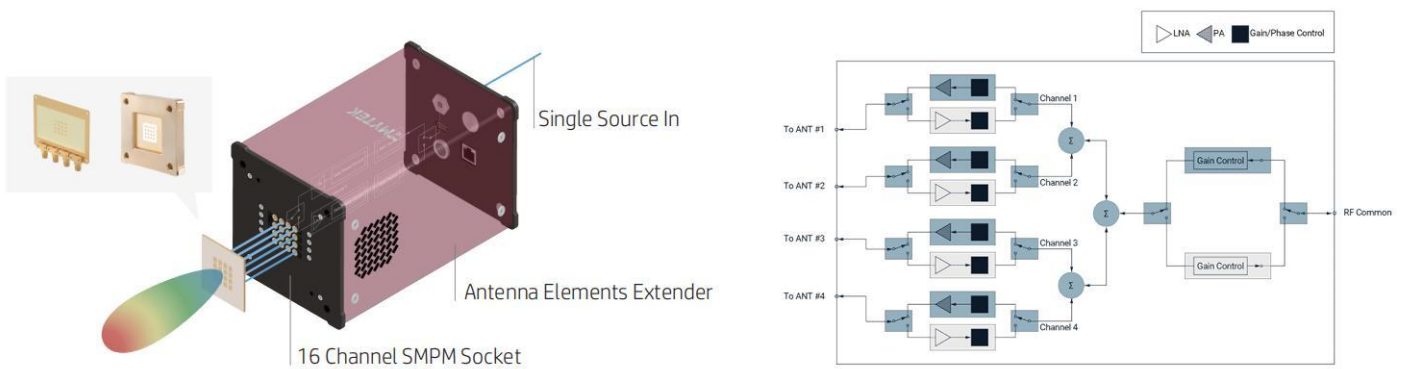 Single Source In
TMYTEK
Antenna Elements Extender
16 Channel SMPM Socket
LNA PA Gain/Phase Control
Channel 1
To ANT #1
Σ
Channel 2
To ANT #2
Gain Control
Σ
RF Common
To ANT #3
Channel 3
Gain Control
Σ
To ANT #4
Channel 4